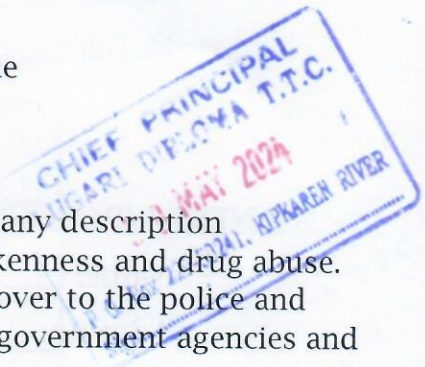 e
CHIEF PRINCIPAL
LUGARI DIPLOMA T.T.C.
MAY 2024
KIPKAREN RIVER
any description
kenness and drug abuse.
over to the police and
government agencies and